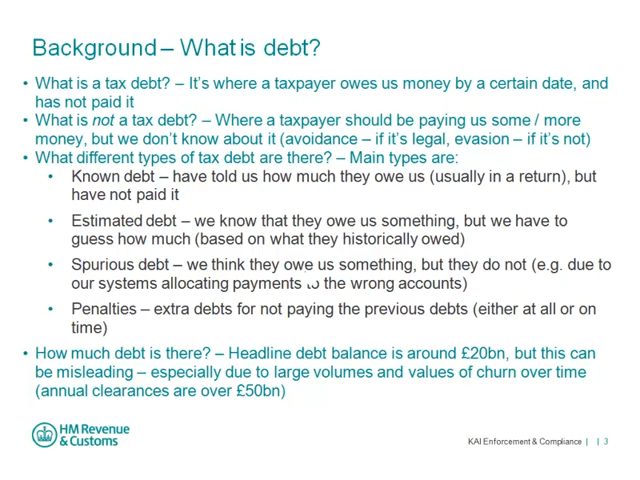 Background – What is debt?
• What is a tax debt? – It's where a taxpayer owes us money by a certain date, and
has not paid it
• What is not a tax debt? – Where a taxpayer should be paying us some / more
money, but we don't know about it (avoidance – if it's legal, evasion – if it's not)
• What different types of tax debt are there? – Main types are:
• Known debt – have told us how much they owe us (usually in a return), but
have not paid it
• Estimated debt – we know that they owe us something, but we have to
guess how much (based on what they historically owed)
• Spurious debt – we think they owe us something, but they do not (e.g. due to
our systems allocating payments to the wrong accounts)
• Penalties – extra debts for not paying the previous debts (either at all or on
time)
• How much debt is there? – Headline debt balance is around £20bn, but this can
be misleading – especially due to large volumes and values of churn over time
(annual clearances are over £50bn)
HM Revenue
& Customs
KAI Enforcement & Compliance | | 3